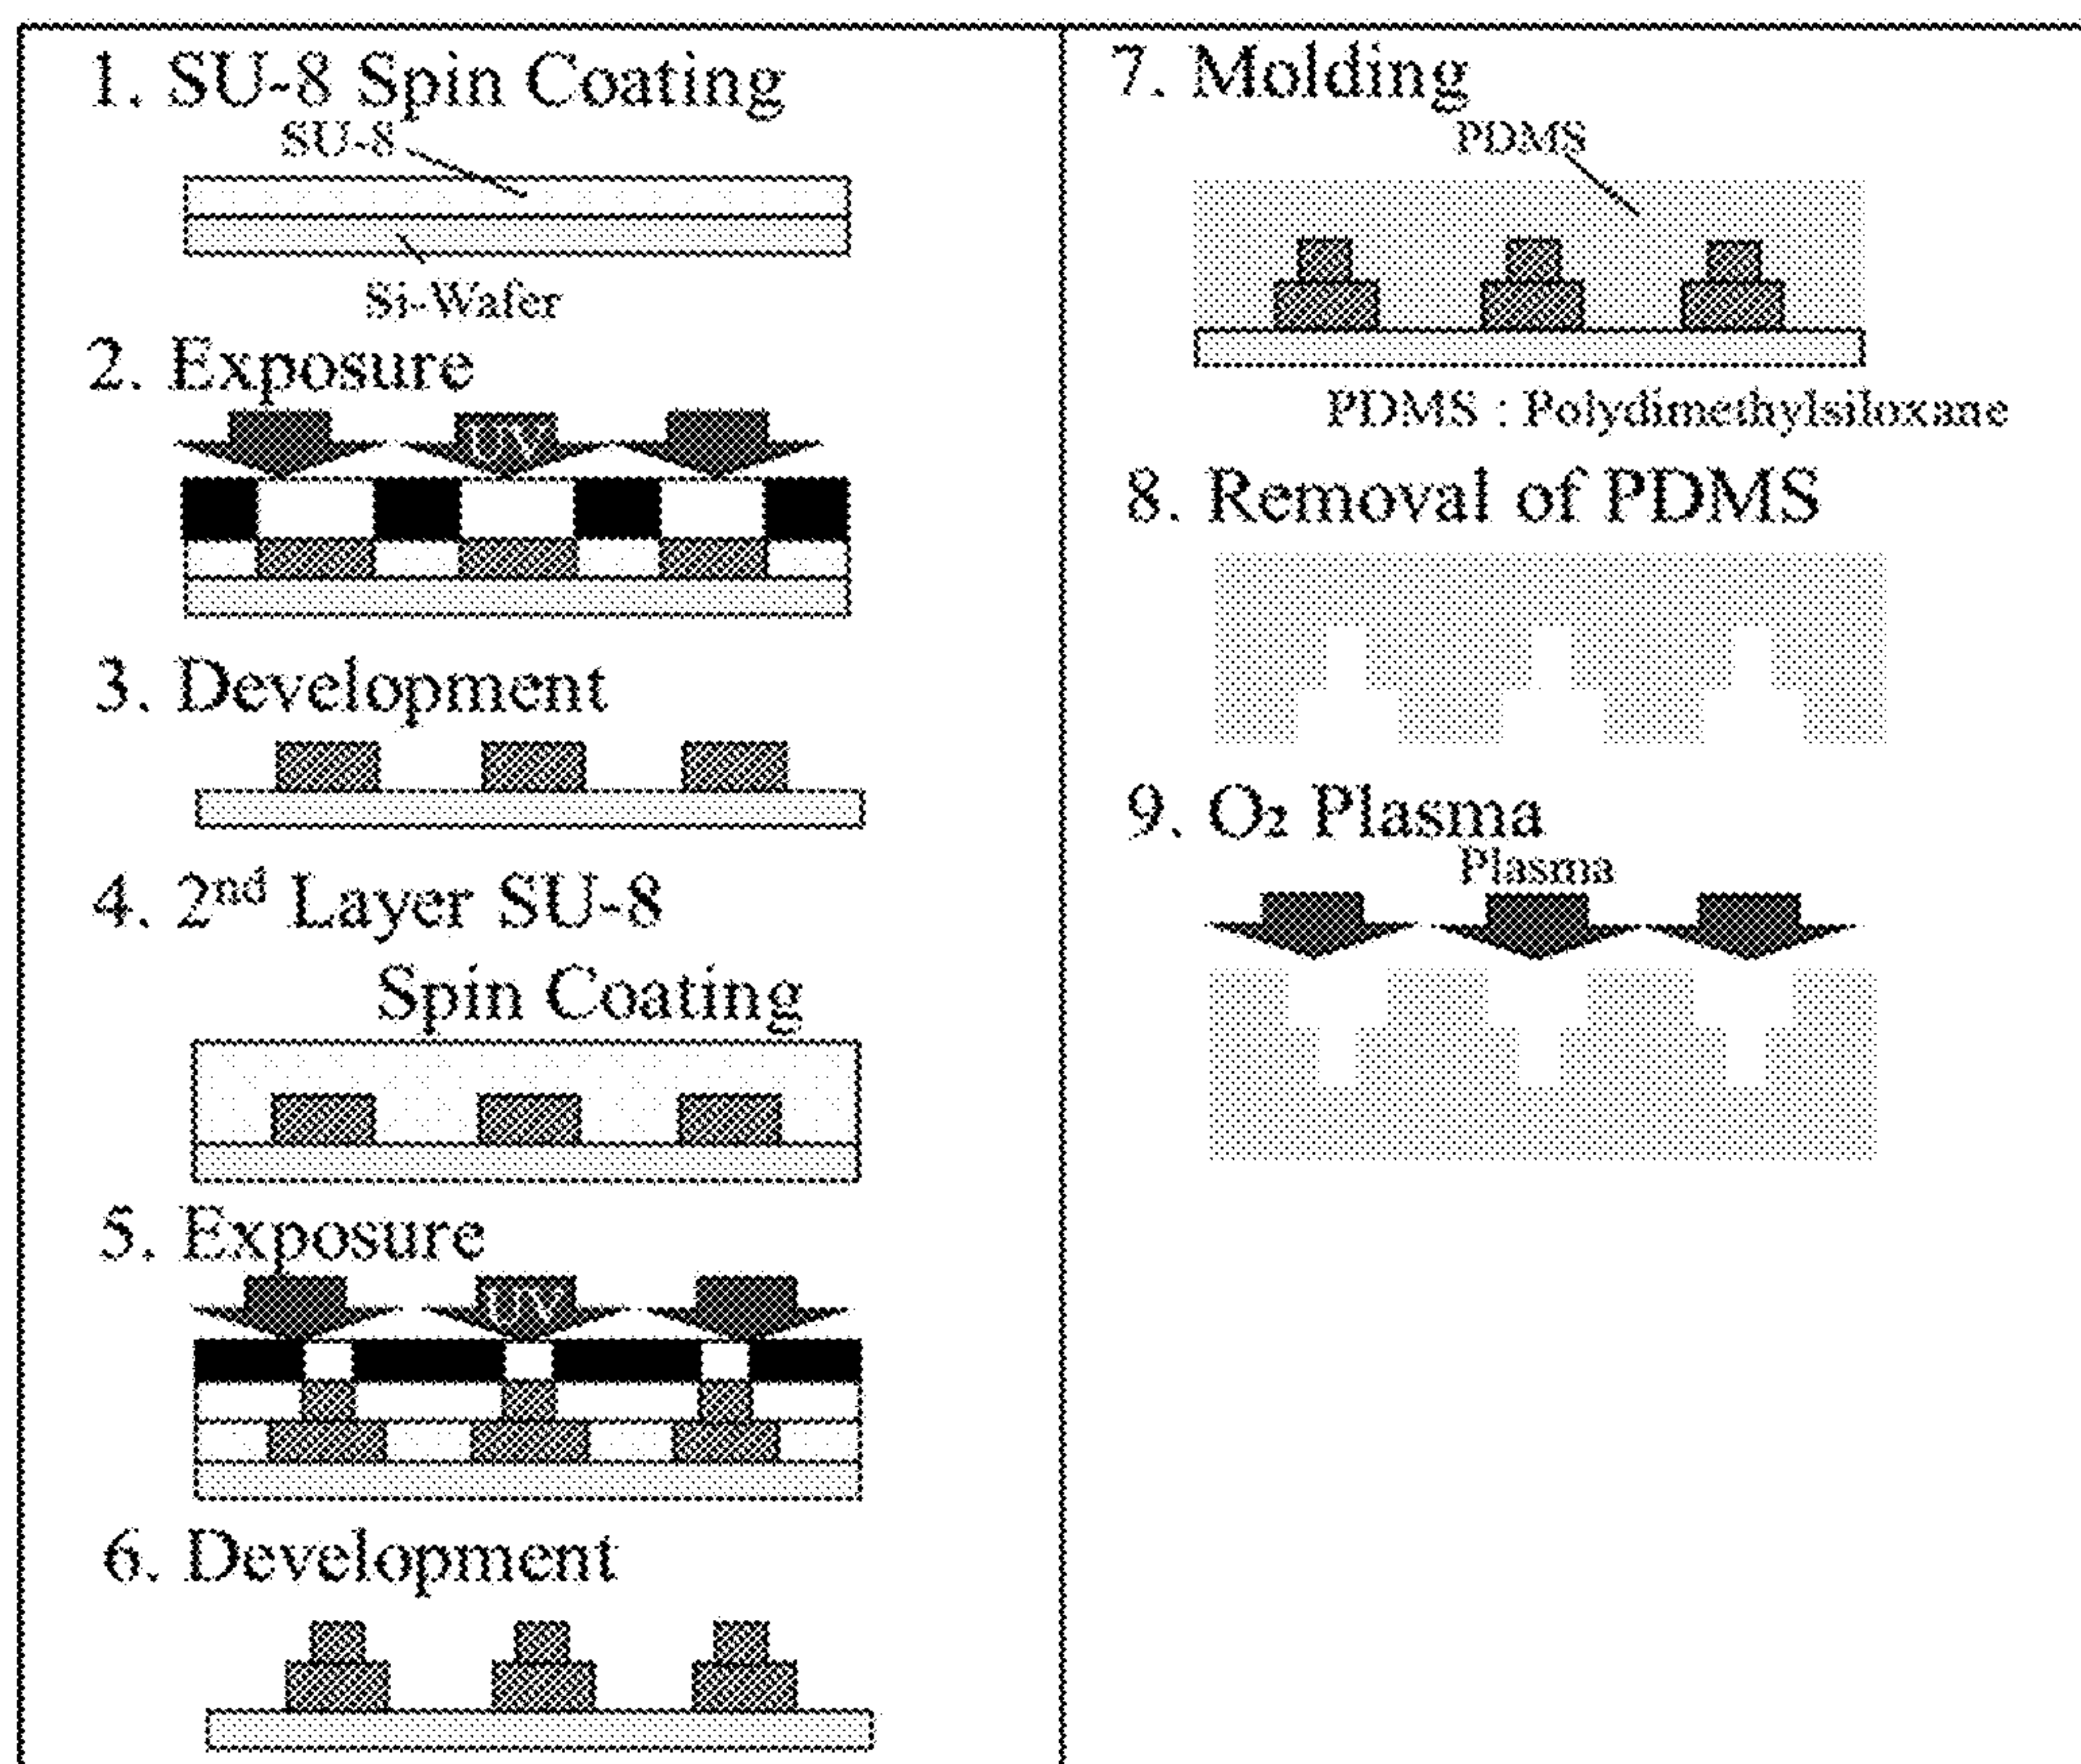 1. SU-8 Spin Coating
SU-8
Si-Wafer
2. Exposure
UV
3. Development
4. 2nd Layer SU-8
Spin Coating
5. Exposure
UV
6. Development
7. Molding
PDMS
PDMS : Polydimethylsiloxane
8. Removal of PDMS
9. O₂ Plasma
Plasma